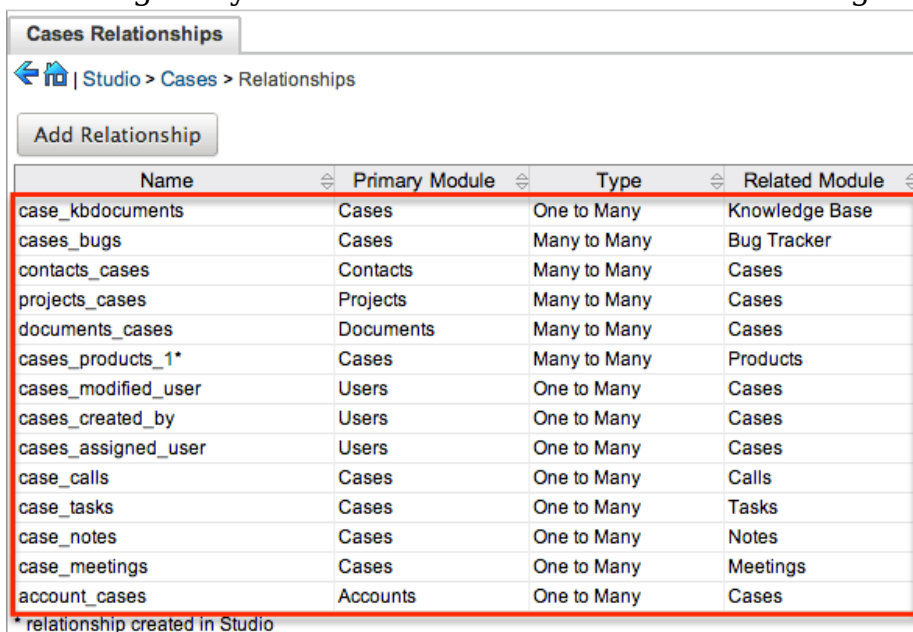 Cases Relationships
| Studio > Cases > Relationships
Add Relationship
Name Primary Module Type Related Module
case_kbdocuments Cases One to Many Knowledge Base
cases_bugs Cases Many to Many Bug Tracker
contacts_cases Contacts Many to Many Cases
projects_cases Projects Many to Many Cases
documents_cases Documents Many to Many Cases
cases_products_1* Cases Many to Many Products
cases_modified_user Users One to Many Cases
cases_created_by Users One to Many Cases
cases_assigned_user Users One to Many Cases
case_calls Cases One to Many Calls
case_tasks Cases One to Many Tasks
case_notes Cases One to Many Notes
case_meetings Cases One to Many Meetings
account_cases Accounts One to Many Cases
* relationship created in Studio